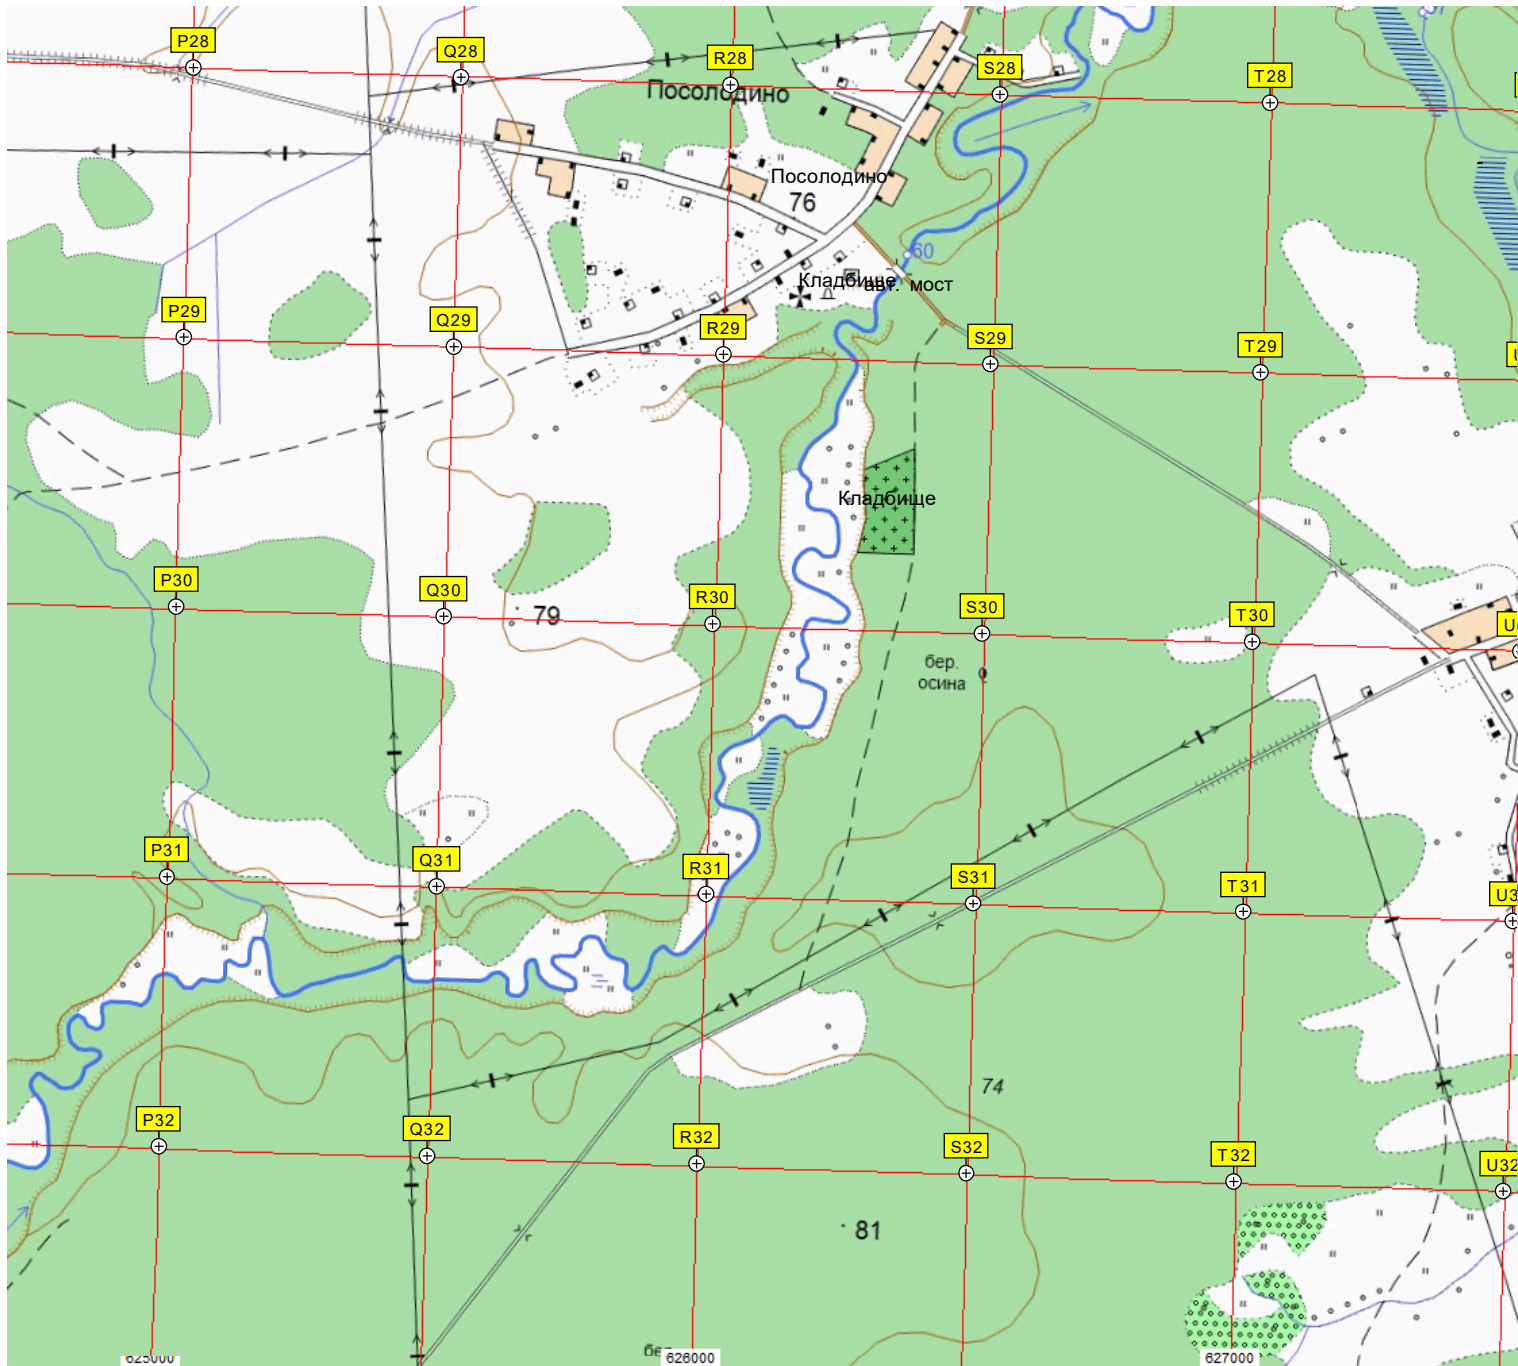 P28
Q28
R28
S28
T28
Посолодино
Посолодино
76
60
Кладбище
авт. мост
P29
Q29
R29
S29
T29
Кладбище
P30
Q30
79
R30
S30
T30
бер.
осина
P31
Q31
R31
S31
T31
74
P32
Q32
R32
S32
T32
U32
81
625000
626000
627000